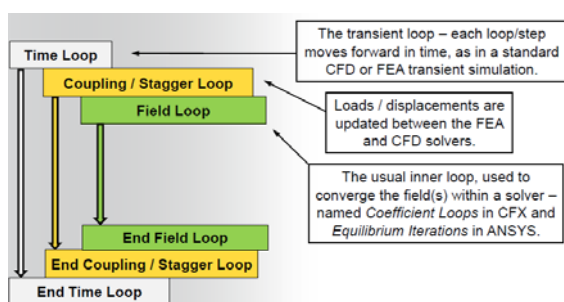 The transient loop – each loop/step
moves forward in time, as in a standard
CFD or FEA transient simulation.
Time Loop
Coupling / Stagger Loop
Field Loop
Loads / displacements are
updated between the FEA
and CFD solvers.
The usual inner loop, used to
converge the field(s) within a solver –
named Coefficient Loops in CFX and
Equilibrium Iterations in ANSYS.
End Field Loop
End Coupling / Stagger Loop
End Time Loop